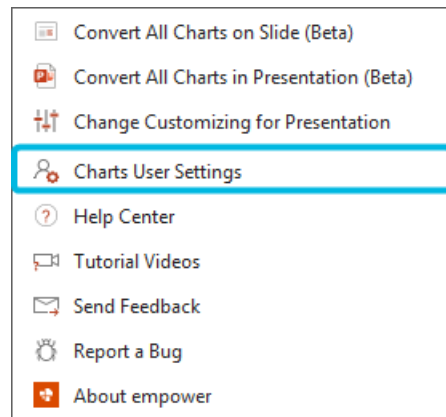 Convert All Charts on Slide (Beta)
Convert All Charts in Presentation (Beta)
Change Customizing for Presentation
Charts User Settings
Help Center
Tutorial Videos
Send Feedback
Report a Bug
About empower